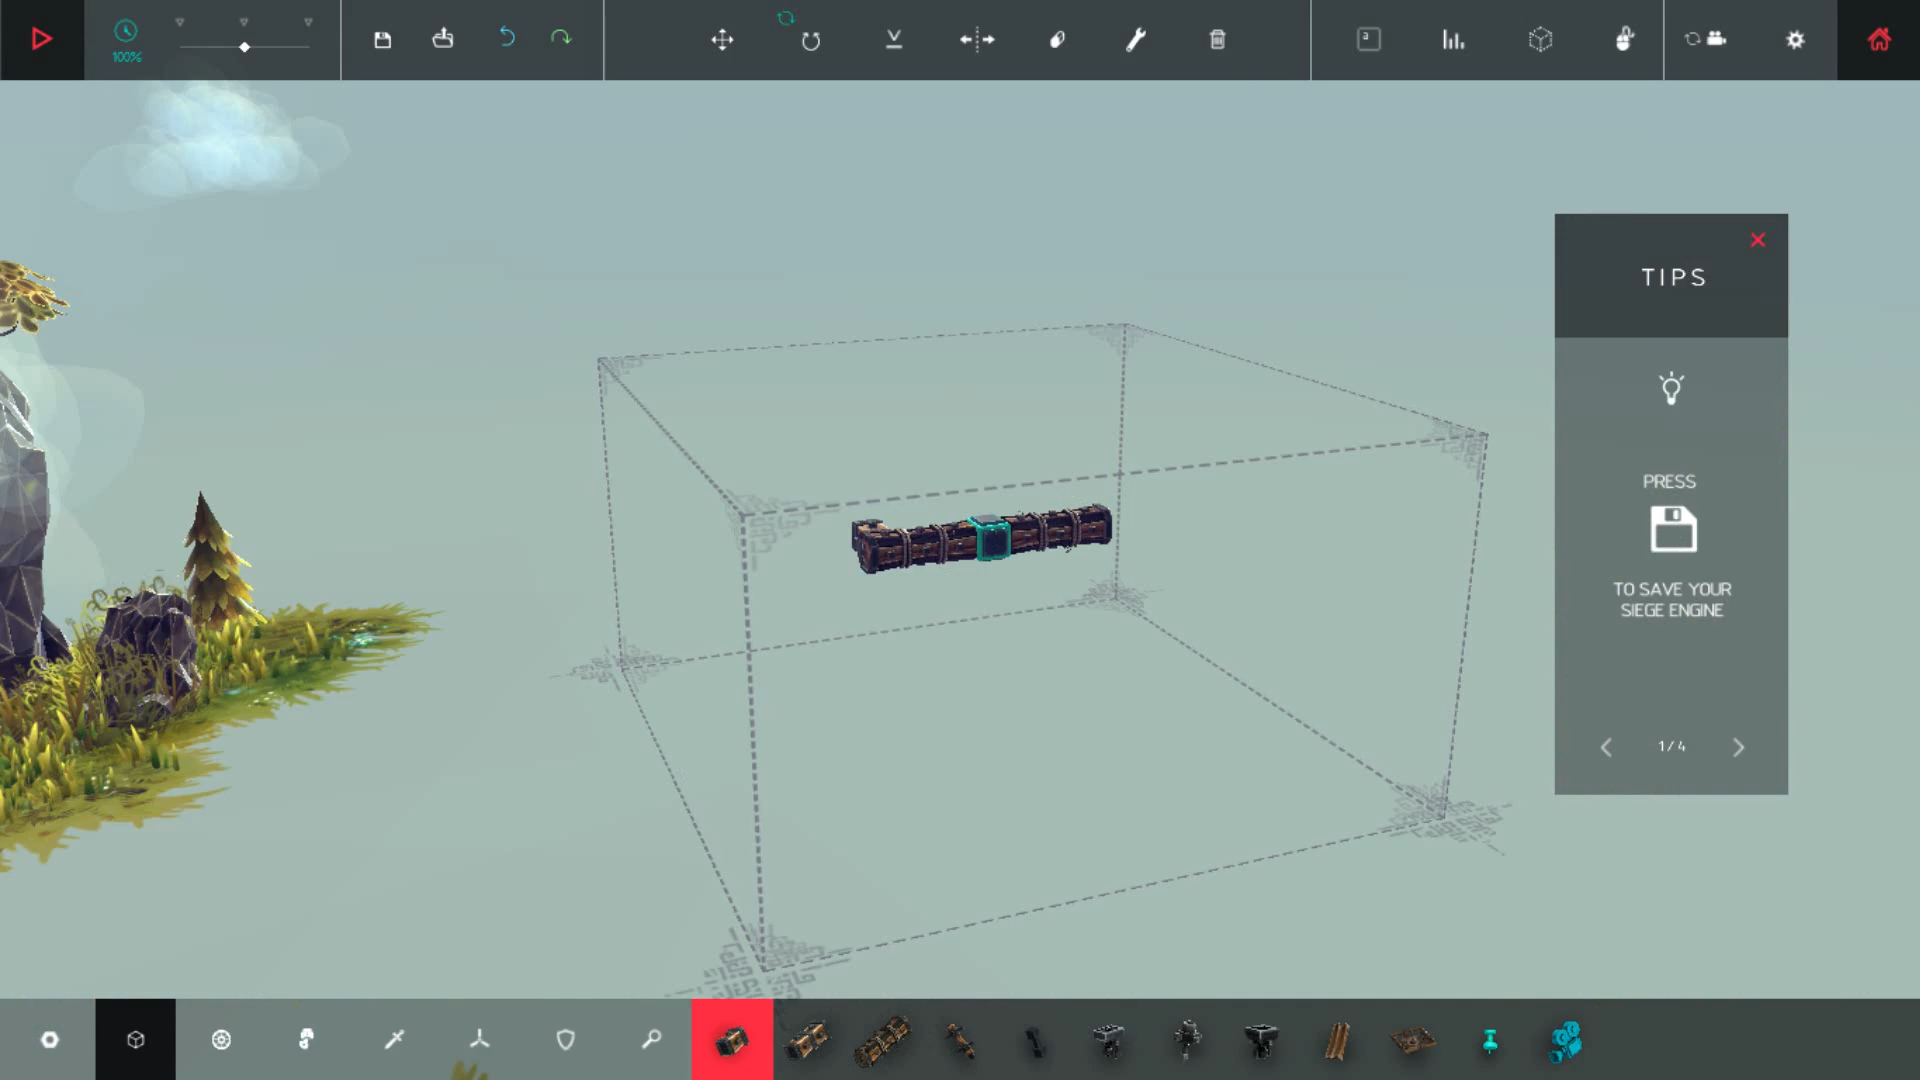 100%
a
TIPS
PRESS
TO SAVE YOUR
SIEGE ENGINE
1/4